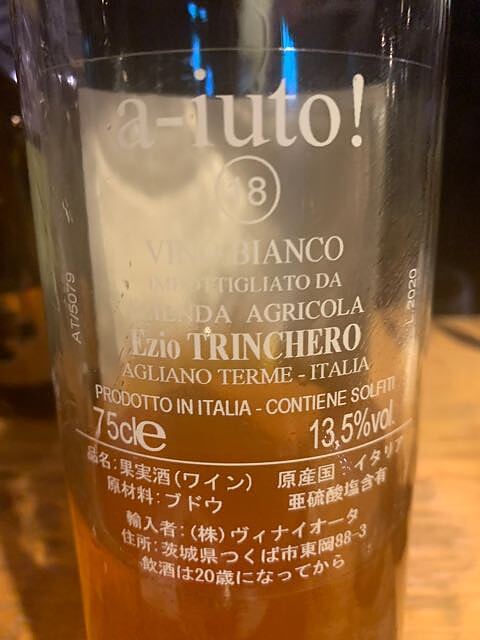 a-iuto!
18
VINO BIANCO
IMBOTTIGLIATO DA
AZIENDA AGRICOLA
Ezio TRINCHERO
AGLIANO TERME - ITALIA
PRODOTTO IN ITALIA - CONTIENE SOLFITI
75cl e 13,5%vol.
品名:果実酒(ワイン) 原産国:イタリア
原材料:ブドウ 亜硫酸塩含有
輸入者:(株)ヴィナイオータ
住所:茨城県つくば市東岡88-3
飲酒は20歳になってから
AT/5079
L. 2020